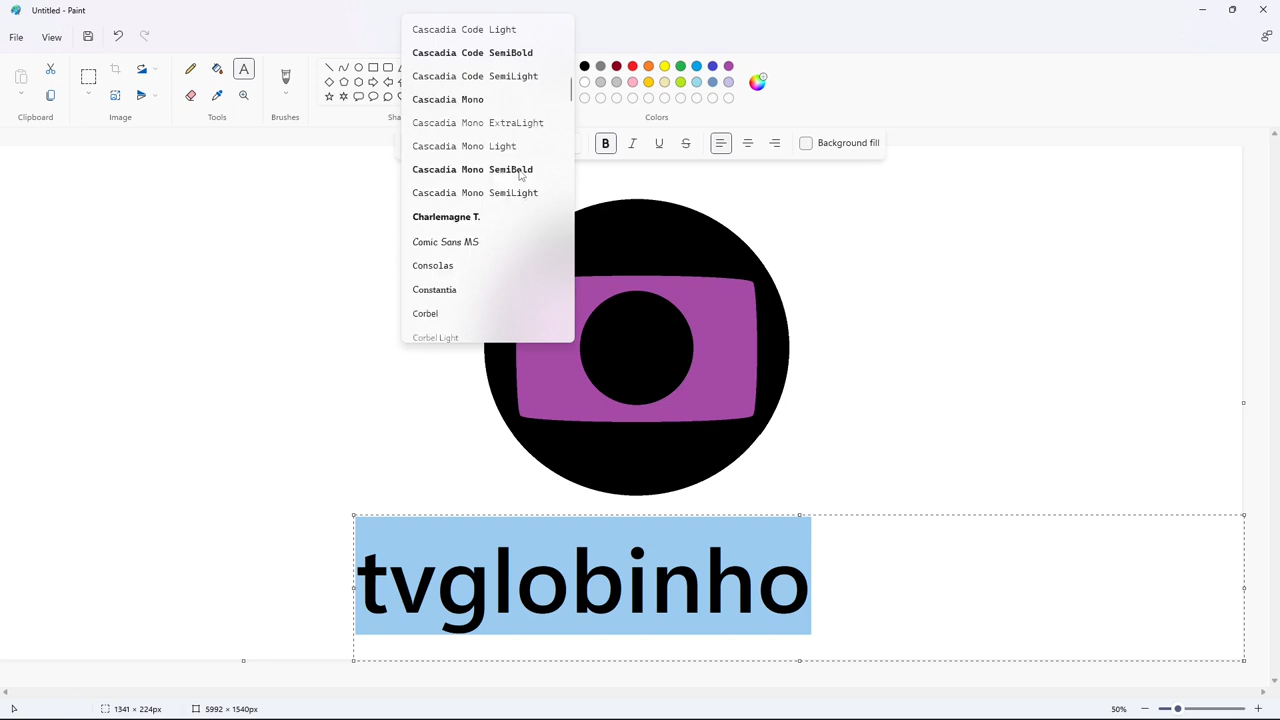 Untitled - Paint
File
View
Clipboard
Image
Tools
Brushes
Sha
Colors
Cascadia Code Light
Cascadia Code SemiBold
Cascadia Code SemiLight
Cascadia Mono
Cascadia Mono ExtraLight
Cascadia Mono Light
Cascadia Mono SemiBold
Cascadia Mono SemiLight
Charlemagne T.
Comic Sans MS
Consolas
Constantia
Corbel
Corbel Light
A
B
I
U
S
Background fill
tvglobinho
1341 × 224px
5992 × 1540px
50%